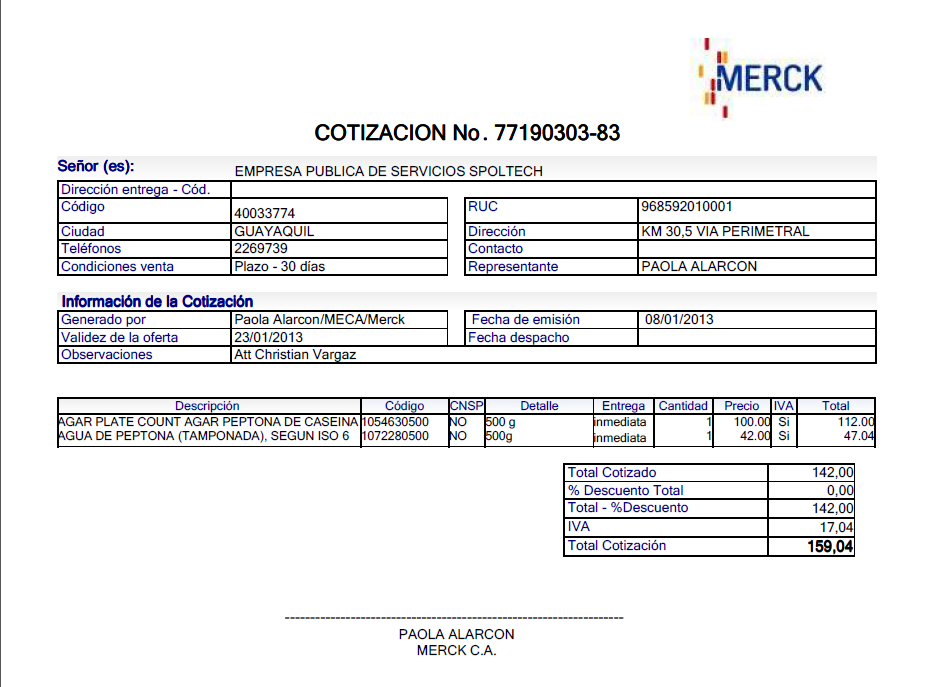 MERCK
COTIZACION No. 77190303-83
Señor (es): EMPRESA PUBLICA DE SERVICIOS SPOLTECH
Dirección entrega - Cód.
Código 40033774 RUC 968592010001
Ciudad GUAYAQUIL Dirección KM 30,5 VIA PERIMETRAL
Teléfonos 2269739 Contacto
Condiciones venta Plazo - 30 días Representante PAOLA ALARCON
Información de la Cotización
Generado por Paola Alarcon/MECA/Merck Fecha de emisión 08/01/2013
Validez de la oferta 23/01/2013 Fecha despacho
Observaciones Att Christian Vargaz
Descripción Código CNSP Detalle Entrega Cantidad Precio IVA Total
AGAR PLATE COUNT AGAR PEPTONA DE CASEINA 1054630500 NO 500 g inmediata 1 100.00 Si 112.00
AGUA DE PEPTONA (TAMPONADA), SEGUN ISO 6 1072280500 NO 500g inmediata 1 42.00 Si 47.04
Total Cotizado 142,00
% Descuento Total 0,00
Total - %Descuento 142,00
IVA 17,04
Total Cotización 159,04
PAOLA ALARCON
MERCK C.A.